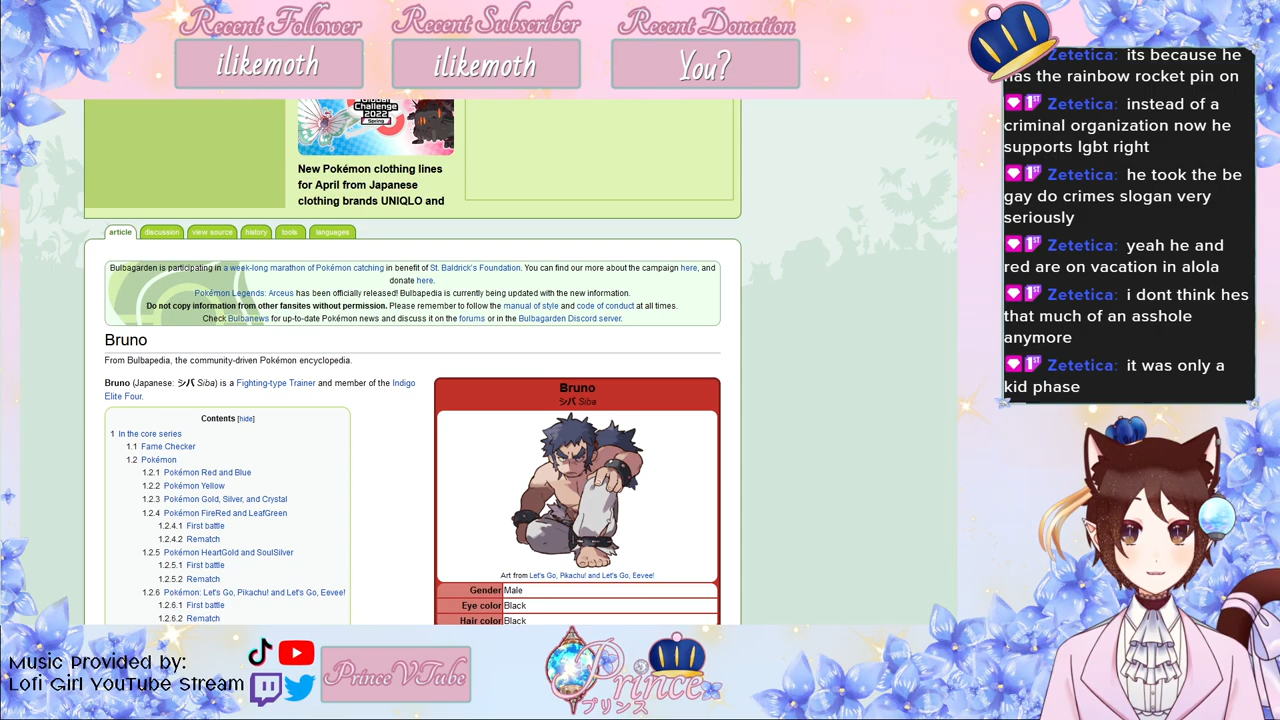 Recent Follower
Recent Subscriber
Recent Donation
ilikemoth
ilikemoth
You?
Global
Challenge
2022
Spring
New Pokémon clothing lines
for April from Japanese
clothing brands UNIQLO and
article
discussion
view source
history
tools
languages
Bulbagarden is participating in a week-long marathon of Pokémon catching in benefit of St. Baldrick's Foundation. You can find our more about the campaign here, and
donate here.
Pokémon Legends: Arceus has been officially released! Bulbapedia is currently being updated with the new information.
Do not copy information from other fansites without permission. Please remember to follow the manual of style and code of conduct at all times.
Check Bulbanews for up-to-date Pokémon news and discuss it on the forums or in the Bulbagarden Discord server.
Bruno
From Bulbapedia, the community-driven Pokémon encyclopedia.
Bruno (Japanese: シバ Siba) is a Fighting-type Trainer and member of the Indigo
Elite Four.
Contents [hide]
1 In the core series
1.1 Fame Checker
1.2 Pokémon
1.2.1 Pokémon Red and Blue
1.2.2 Pokémon Yellow
1.2.3 Pokémon Gold, Silver, and Crystal
1.2.4 Pokémon FireRed and LeafGreen
1.2.4.1 First battle
1.2.4.2 Rematch
1.2.5 Pokémon HeartGold and SoulSilver
1.2.5.1 First battle
1.2.5.2 Rematch
1.2.6 Pokémon: Let's Go, Pikachu! and Let's Go, Eevee!
1.2.6.1 First battle
1.2.6.2 Rematch
Bruno
シバ Siba
Art from Let's Go, Pikachu! and Let's Go, Eevee!
Gender Male
Eye color Black
Hair color Black
Zetetica: its because he
has the rainbow rocket pin on
1st Zetetica: instead of a
criminal organization now he
supports lgbt right
1st Zetetica: he took the be
gay do crimes slogan very
seriously
1st Zetetica: yeah he and
red are on vacation in alola
1st Zetetica: i dont think hes
that much of an asshole
anymore
1st Zetetica: it was only a
kid phase
Music Provided by:
Lofi Girl YouTube Stream
Prince VTube
Prince
プリンス